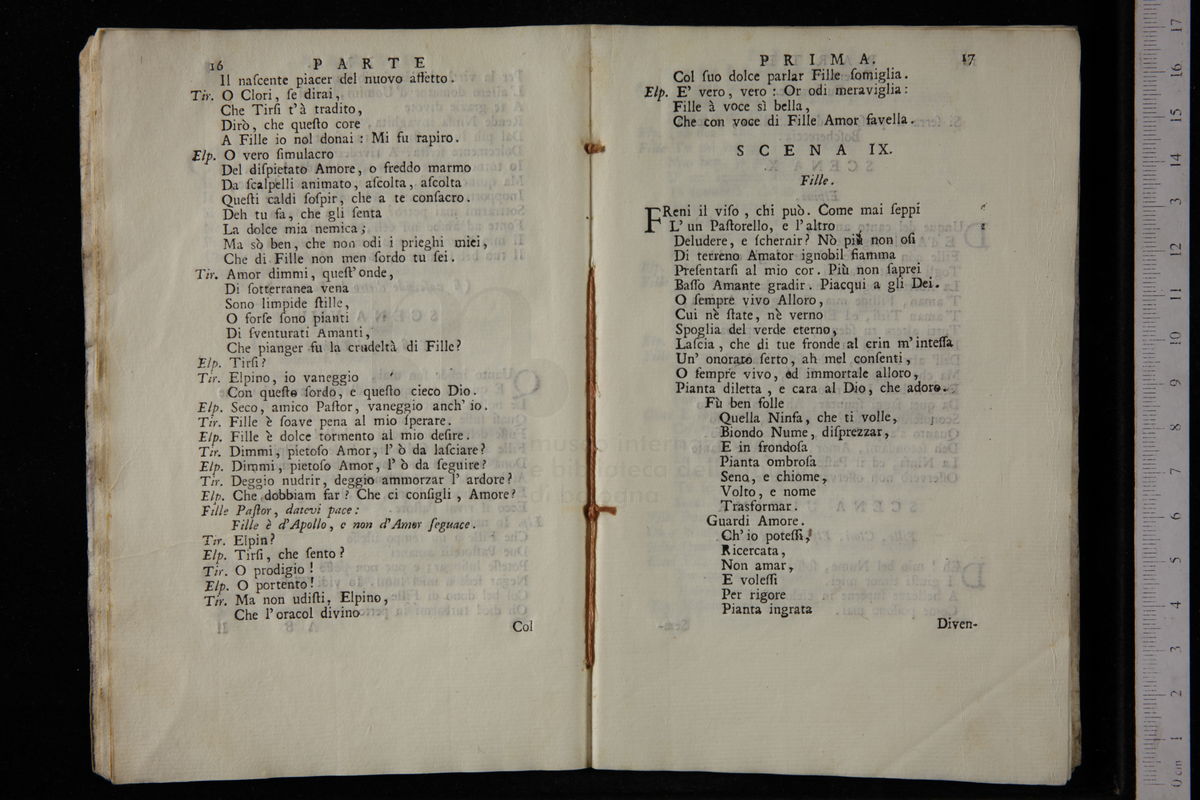 16 PARTE
Il naſcente piacer del nuovo affetto.
Tir. O Clori, ſe dirai,
Che Tirſi t'à tradito,
Dirò, che queſto core
A Fille io nol donai : Mi fu rapiro.
Elp. O vero ſimulacro
Del diſpietato Amore, o freddo marmo
Da ſcalpelli animato, aſcolta, aſcolta
Queſti caldi ſoſpir, che a te conſacro.
Deh tu fa, che gli ſenta
La dolce mia nemica;
Ma sò ben, che non odi i prieghi miei,
Che di Fille non men ſordo tu ſei.
Tir. Amor dimmi, queſt'onde,
Di ſotterranea vena
Sono limpide ſtille,
O forſe ſono pianti
Di ſventurati Amanti,
Che pianger fu la crudeltà di Fille?
Elp. Tirſi?
Tir. Elpino, io vaneggio
Con queſto ſordo, e queſto cieco Dio.
Elp. Seco, amico Paſtor, vaneggio anch' io.
Tir. Fille è ſoave pena al mio ſperare.
Elp. Fille è dolce tormento al mio deſire.
Tir. Dimmi, pietoſo Amor, l' ò da laſciare?
Elp. Dimmi, pietoſo Amor, l' ò da ſeguire?
Tir. Deggio nudrir, deggio ammorzar l' ardore?
Elp. Che dobbiam far? Che ci conſigli, Amore?
Fille Paſtor, datevi pace:
Fille è d'Apollo, e non d'Amor ſeguace.
Tir. Elpin?
Elp. Tirſi, che ſento?
Tir. O prodigio!
Elp. O portento!
Tir. Ma non udiſti, Elpino,
Che l'oracol divino
Col
PRIMA. 17
Col ſuo dolce parlar Fille ſomiglia.
Elp. E' vero, vero : Or odi meraviglia:
Fille à voce sì bella,
Che con voce di Fille Amor favella.
SCENA IX.
Fille.
FReni il viſo, chi può. Come mai ſeppi
L' un Paſtorello, e l'altro
Deludere, e ſchernir? Nò più non oſi
Di terreno Amator ignobil fiamma
Preſentarſi al mio cor. Più non ſaprei
Baſſo Amante gradir. Piacqui a gli Dei.
O ſempre vivo Alloro,
Cui nè ſtate, nè verno
Spoglia del verde eterno,
Laſcia, che di tue fronde al crin m'inteſſa
Un' onorato ſerto, ah mel conſenti,
O ſempre vivo, ed immortale alloro,
Pianta diletta, e cara al Dio, che adoro.
Fù ben folle
Quella Ninfa, che ti volle,
Biondo Nume, diſprezzar,
E in frondoſa
Pianta ombroſa
Seno, e chiome,
Volto, e nome
Trasformar.
Guardi Amore.
Ch' io poteſſi,
Ricercata,
Non amar,
E voleſſi
Per rigore
Pianta ingrata
Diven-